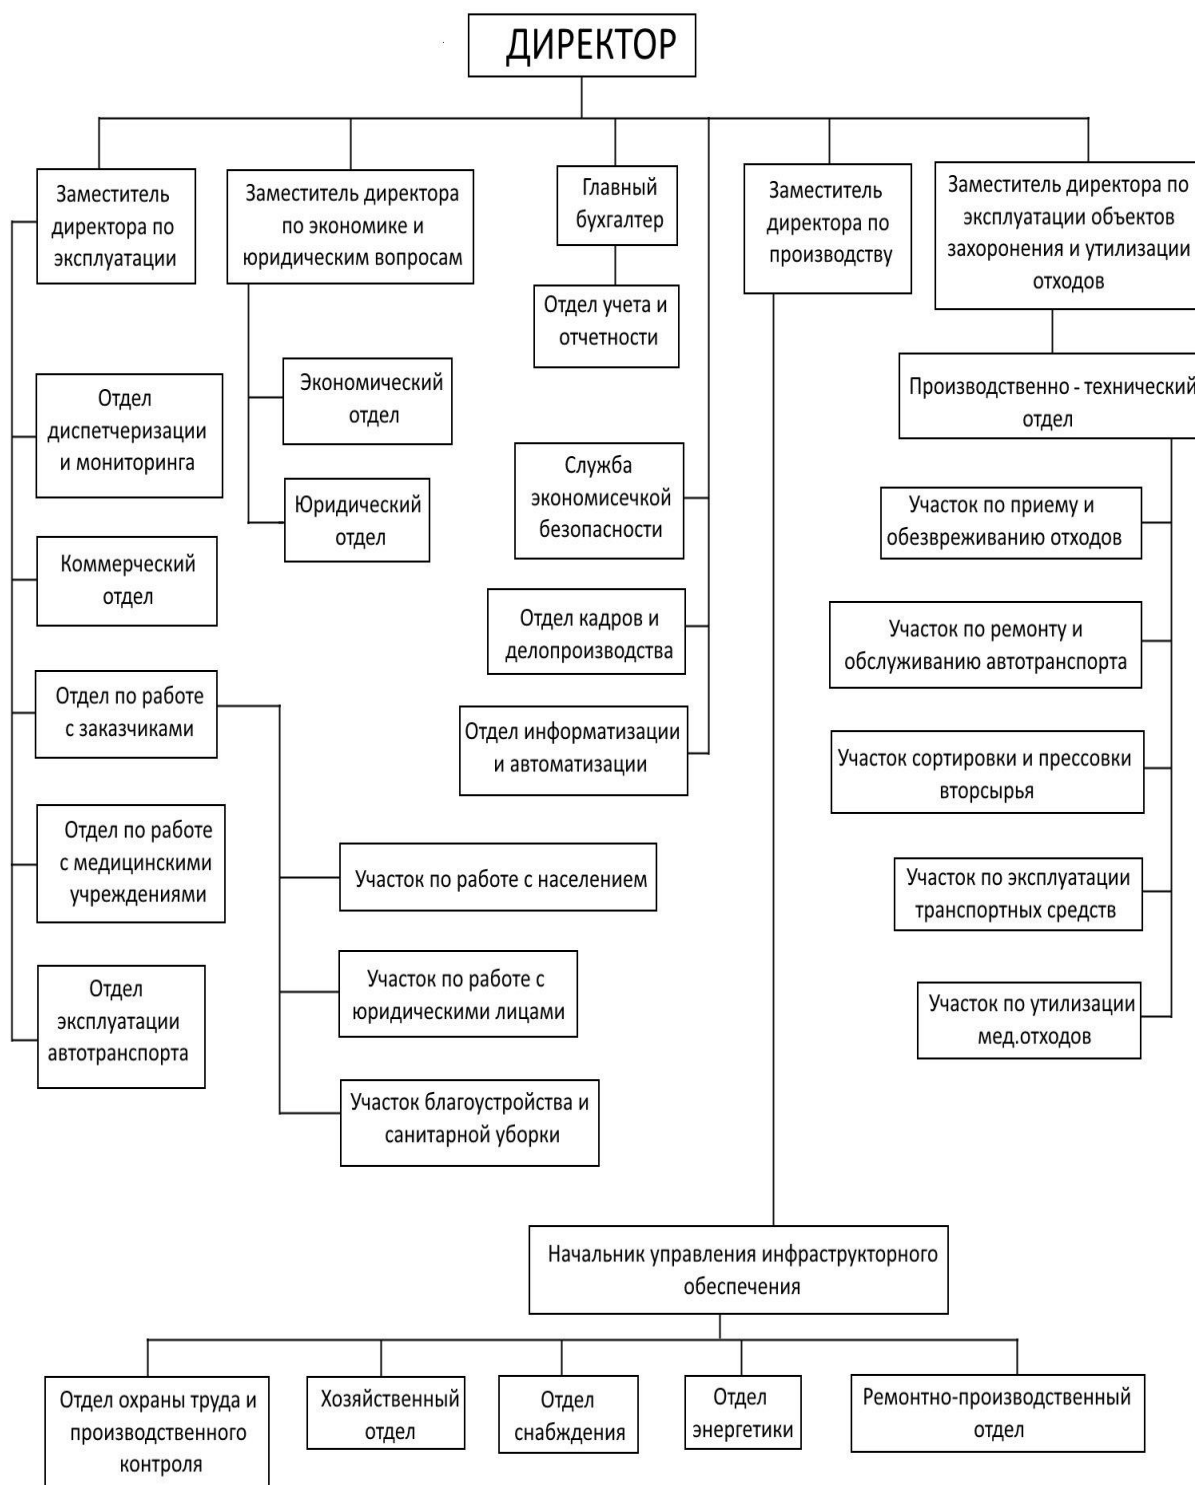 ДИРЕКТОР
Заместитель
директора по
эксплуатации
Заместитель директора
по экономике и
юридическим вопросам
Главный
бухгалтер
Заместитель
директора по
производству
Заместитель директора по
эксплуатации объектов
захоронения и утилизации
отходов
Отдел учета и
отчетности
Производственно - технический
отдел
Экономический
отдел
Юридический
отдел
Отдел
диспетчеризации
и мониторинга
Коммерческий
отдел
Отдел по работе
с заказчиками
Отдел по работе
с медицинскими
учреждениями
Отдел
эксплуатации
автотранспорта
Служба
экономисечкой
безопасности
Отдел кадров и
делопроизводства
Отдел информатизации
и автоматизации
Участок по приему и
обезвреживанию отходов
Участок по ремонту и
обслуживанию автотранспорта
Участок сортировки и прессовки
вторсырья
Участок по эксплуатации
транспортных средств
Участок по утилизации
мед.отходов
Участок по работе с населением
Участок по работе с
юридическими лицами
Участок благоустройства и
санитарной уборки
Начальник управления инфраструкторного
обеспечения
Отдел охраны труда и
производственного
контроля
Хозяйственный
отдел
Отдел
снабждения
Отдел
энергетики
Ремонтно-производственный
отдел